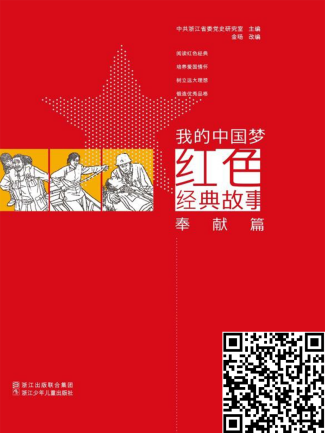 中共浙江省委党史研究室 主编
金旸 改编
阅读红色经典
培养爱国情怀
树立远大理想
锻造优秀品格
我的中国梦
红色
经典故事
奉献篇
浙江出版联合集团
浙江少年儿童出版社